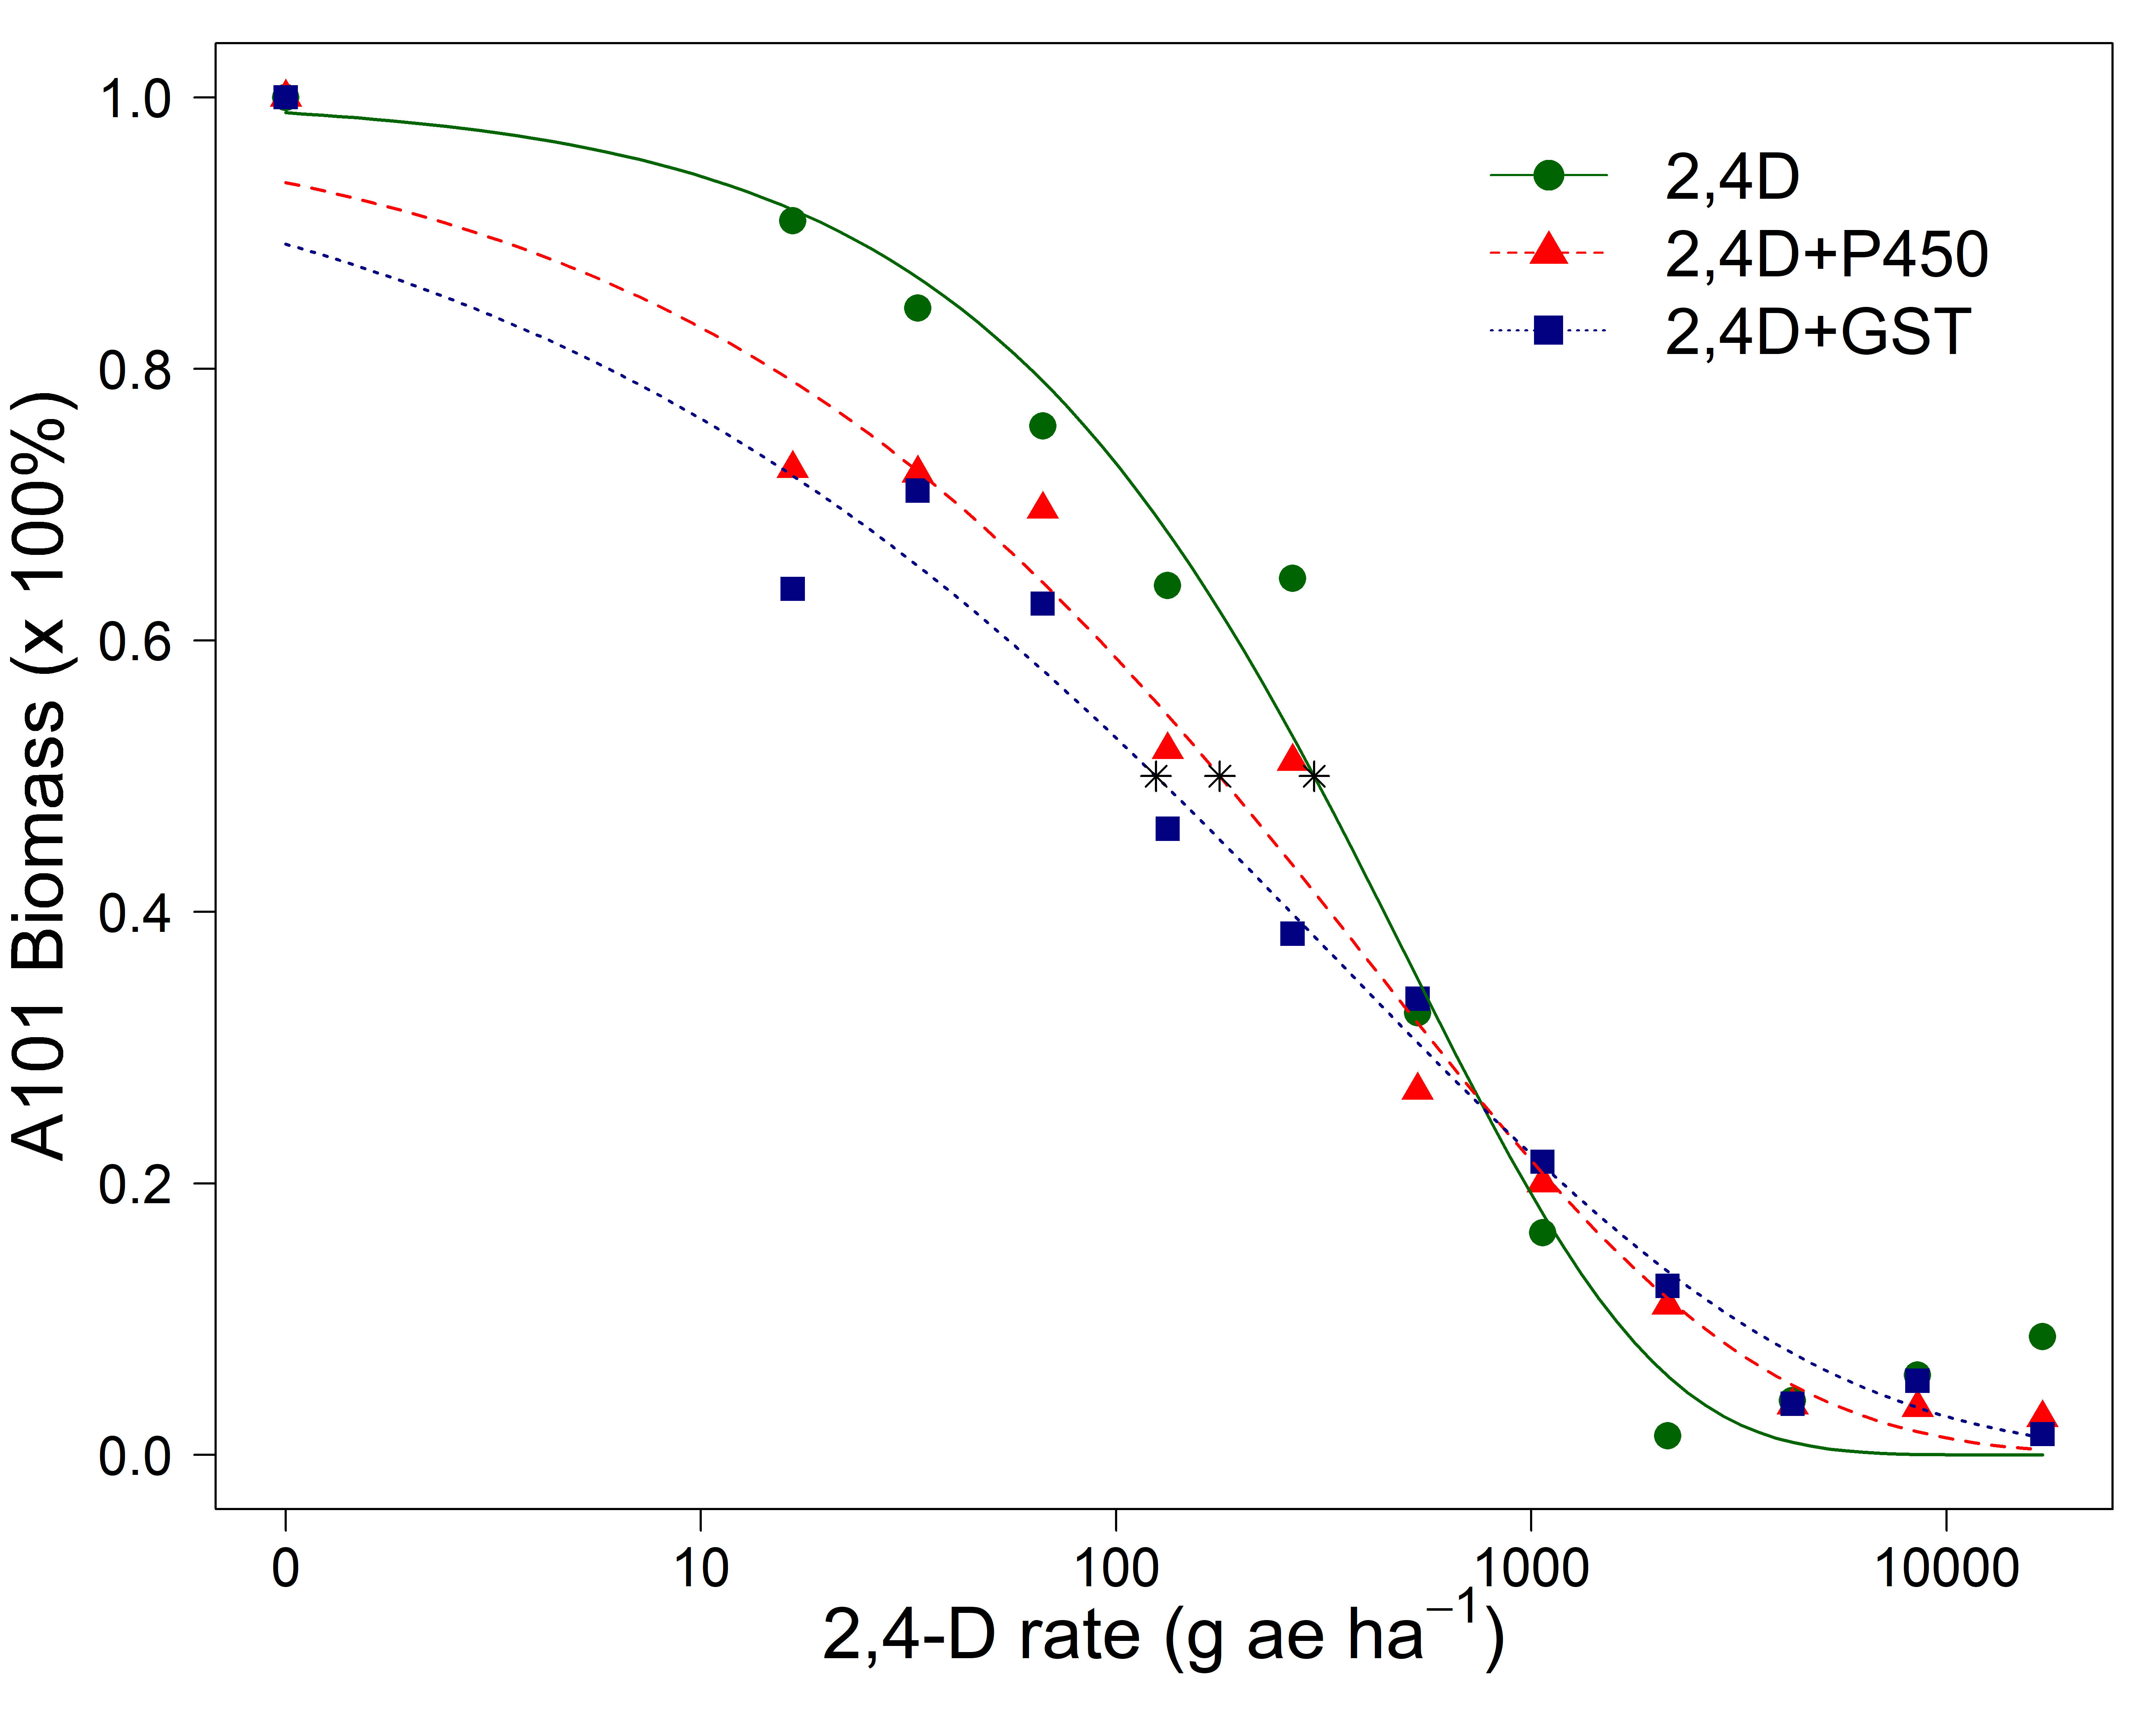 2,4D
2,4D+P450
2,4D+GST
A101 Biomass (x 100%)
1.0
0.8
0.6
0.4
0.2
0.0
0 10 100 1000 10000
2,4-D rate (g ae ha⁻¹)